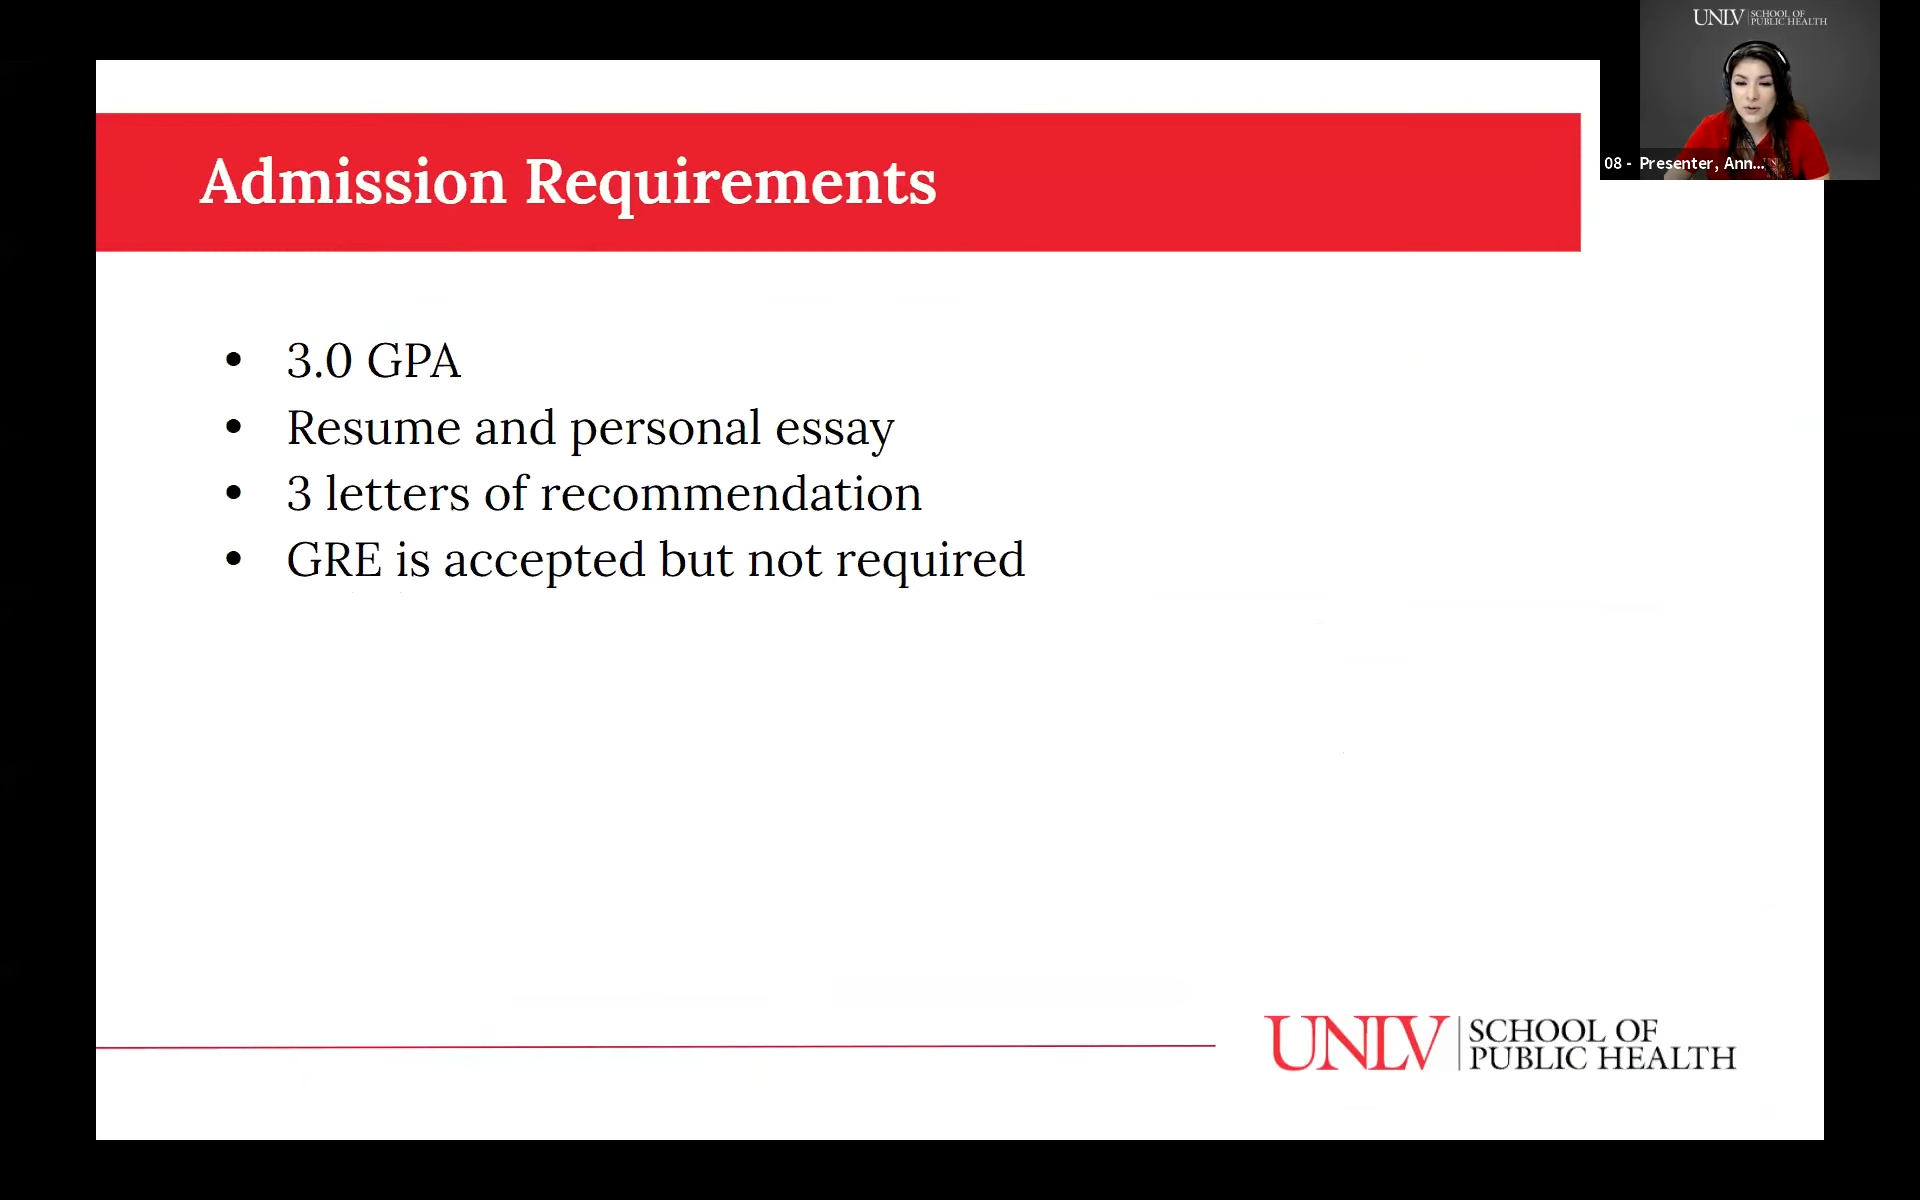 UNLV SCHOOL OF
PUBLIC HEALTH
08 - Presenter, Ann...
Admission Requirements
• 3.0 GPA
• Resume and personal essay
• 3 letters of recommendation
• GRE is accepted but not required
UNLV SCHOOL OF
PUBLIC HEALTH